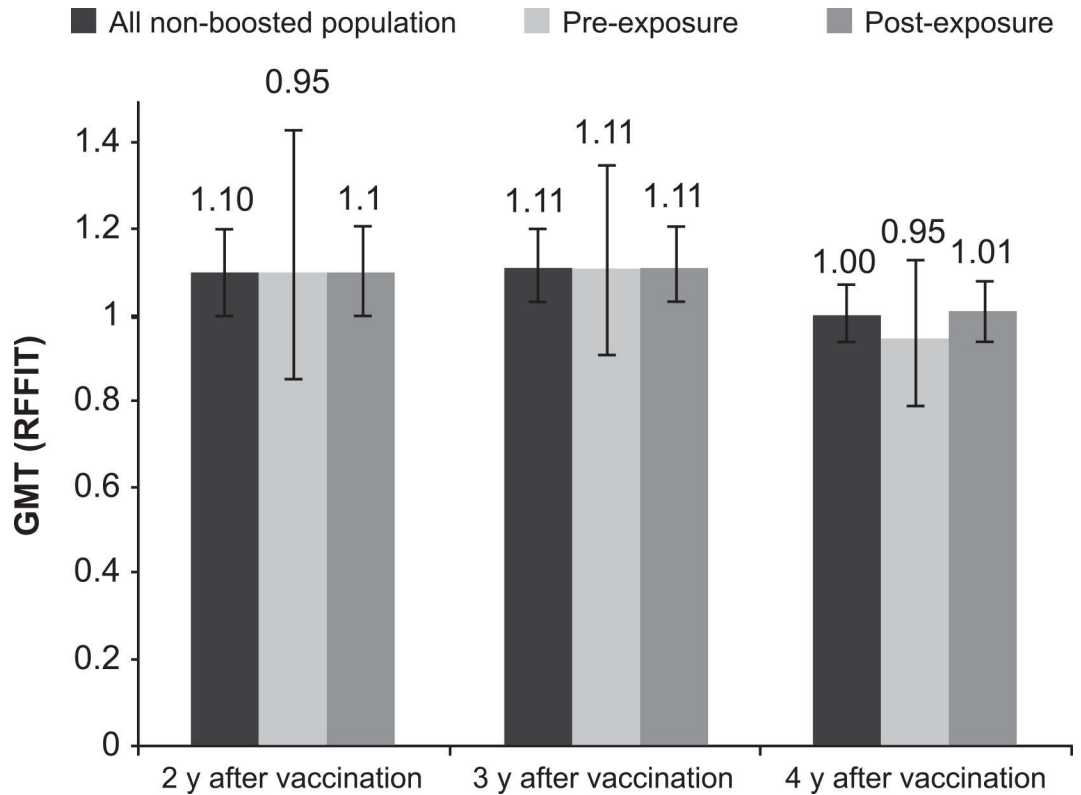 All non-boosted population Pre-exposure Post-exposure
GMT (RFFIT)
1.4
1.2
1
0.8
0.6
0.4
0.2
0
1.10 0.95 1.1
1.11 1.11 1.11
1.00 0.95 1.01
2 y after vaccination 3 y after vaccination 4 y after vaccination